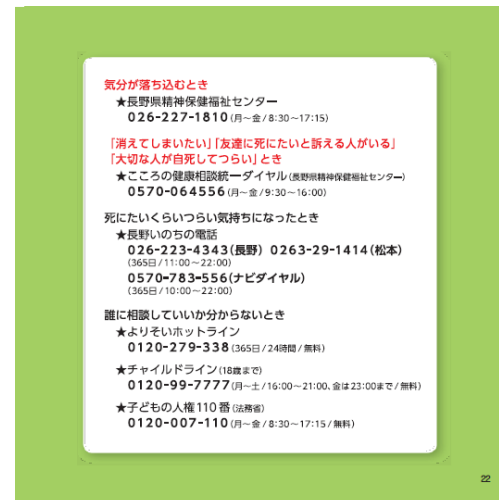 気分が落ち込むとき
★長野県精神保健福祉センター
026-227-1810(月～金/8:30～17:15)
「消えてしまいたい」「友達に死にたいと訴える人がいる」
「大切な人が自死してつらい」とき
★こころの健康相談統一ダイヤル(長野県精神保健福祉センター)
0570-064556(月～金/9:30～16:00)
死にたいくらいつらい気持ちになったとき
★長野いのちの電話
026-223-4343(長野) 0263-29-1414(松本)
(365日/11:00～22:00)
0570-783-556(ナビダイヤル)
(365日/10:00～22:00)
誰に相談していいか分からないとき
★よりそいホットライン
0120-279-338(365日/24時間/無料)
★チャイルドライン(18歳まで)
0120-99-7777(月～土/16:00～21:00、金は23:00まで/無料)
★子どもの人権110番(法務省)
0120-007-110(月～金/8:30～17:15/無料)
22